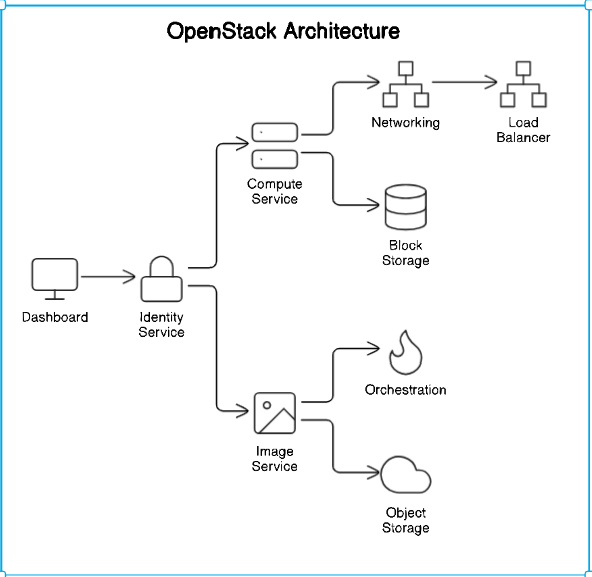 OpenStack Architecture
Networking
Load
Balancer
Compute
Service
Block
Storage
Dashboard
Identity
Service
Orchestration
Image
Service
Object
Storage